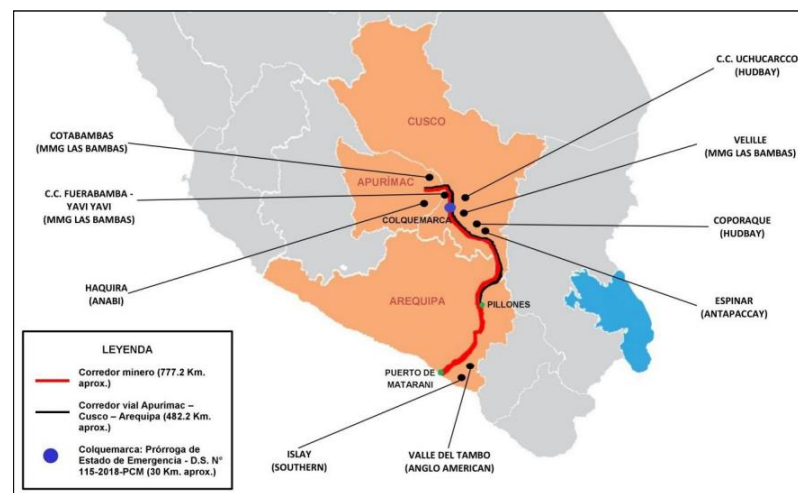 C.C. UCHUCARCCO
(HUDBAY)
CUSCO
COTABAMBAS
(MMG LAS BAMBAS)
VELILLE
(MMG LAS BAMBAS)
APURÍMAC
C.C. FUERABAMBA -
YAVI YAVI
(MMG LAS BAMBAS)
COLQUEMARCA
COPORAQUE
(HUDBAY)
HAQUIRA
(ANABI)
AREQUIPA
PILLONES
ESPINAR
(ANTAPACCAY)
LEYENDA
Corredor minero (777.2 Km.
aprox.)
Corredor vial Apurimac –
Cusco – Arequipa (482.2 Km.
aprox.)
Colquemarca: Prórroga de
Estado de Emergencia - D.S. N°
115-2018-PCM (30 Km. aprox.)
PUERTO DE
MATARANI
ISLAY
(SOUTHERN)
VALLE DEL TAMBO
(ANGLO AMERICAN)